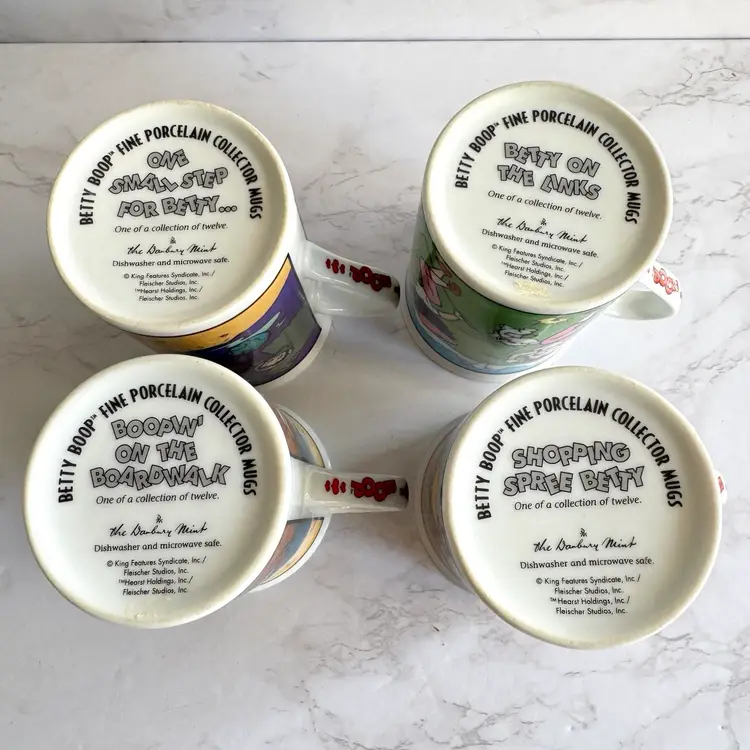 BETTY BOOP™ FINE PORCELAIN COLLECTOR MUGS
ONE
SMALL STEP
FOR BETTY...
One of a collection of twelve.
the Danbury Mint
Dishwasher and microwave safe.
© King Features Syndicate, Inc./
Fleischer Studios, Inc.
™Hearst Holdings, Inc./
Fleischer Studios, Inc.
BOOP
BETTY BOOP™ FINE PORCELAIN COLLECTOR MUGS
BETTY ON
THE LINKS
One of a collection of twelve.
the Danbury Mint
Dishwasher and microwave safe.
© King Features Syndicate, Inc./
Fleischer Studios, Inc.
™Hearst Holdings, Inc./
Fleischer Studios, Inc.
BOOP
BETTY BOOP™ FINE PORCELAIN COLLECTOR MUGS
BOOPIN'
ON THE
BOARDWALK
One of a collection of twelve.
the Danbury Mint
Dishwasher and microwave safe.
© King Features Syndicate, Inc./
Fleischer Studios, Inc.
™Hearst Holdings, Inc./
Fleischer Studios, Inc.
BOOP
BETTY BOOP™ FINE PORCELAIN COLLECTOR MUGS
SHOPPING
SPREE BETTY
One of a collection of twelve.
the Danbury Mint
Dishwasher and microwave safe.
© King Features Syndicate, Inc./
Fleischer Studios, Inc.
™Hearst Holdings, Inc./
Fleischer Studios, Inc.